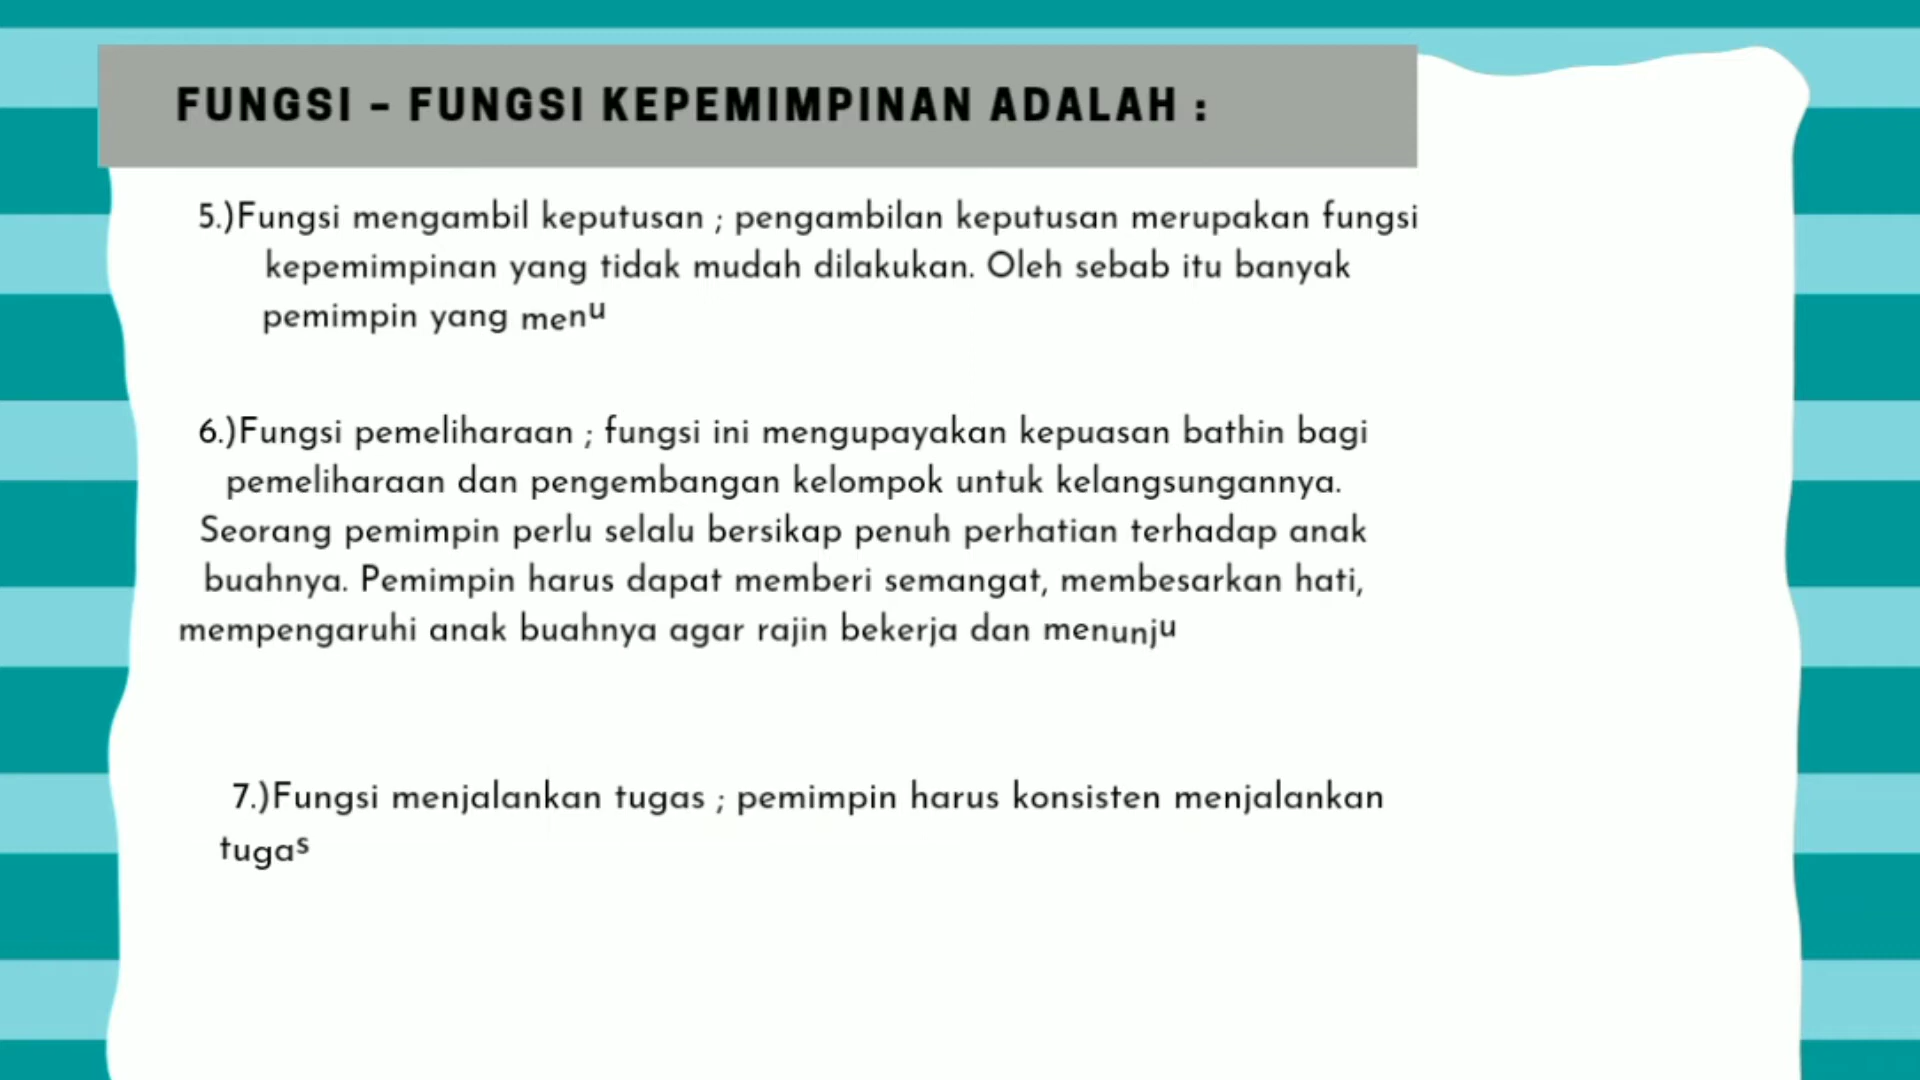 FUNGSI - FUNGSI KEPEMIMPINAN ADALAH :
5.)Fungsi mengambil keputusan ; pengambilan keputusan merupakan fungsi
kepemimpinan yang tidak mudah dilakukan. Oleh sebab itu banyak
pemimpin yang menu
6.)Fungsi pemeliharaan ; fungsi ini mengupayakan kepuasan bathin bagi
pemeliharaan dan pengembangan kelompok untuk kelangsungannya.
Seorang pemimpin perlu selalu bersikap penuh perhatian terhadap anak
buahnya. Pemimpin harus dapat memberi semangat, membesarkan hati,
mempengaruhi anak buahnya agar rajin bekerja dan menunju
7.)Fungsi menjalankan tugas ; pemimpin harus konsisten menjalankan
tugas